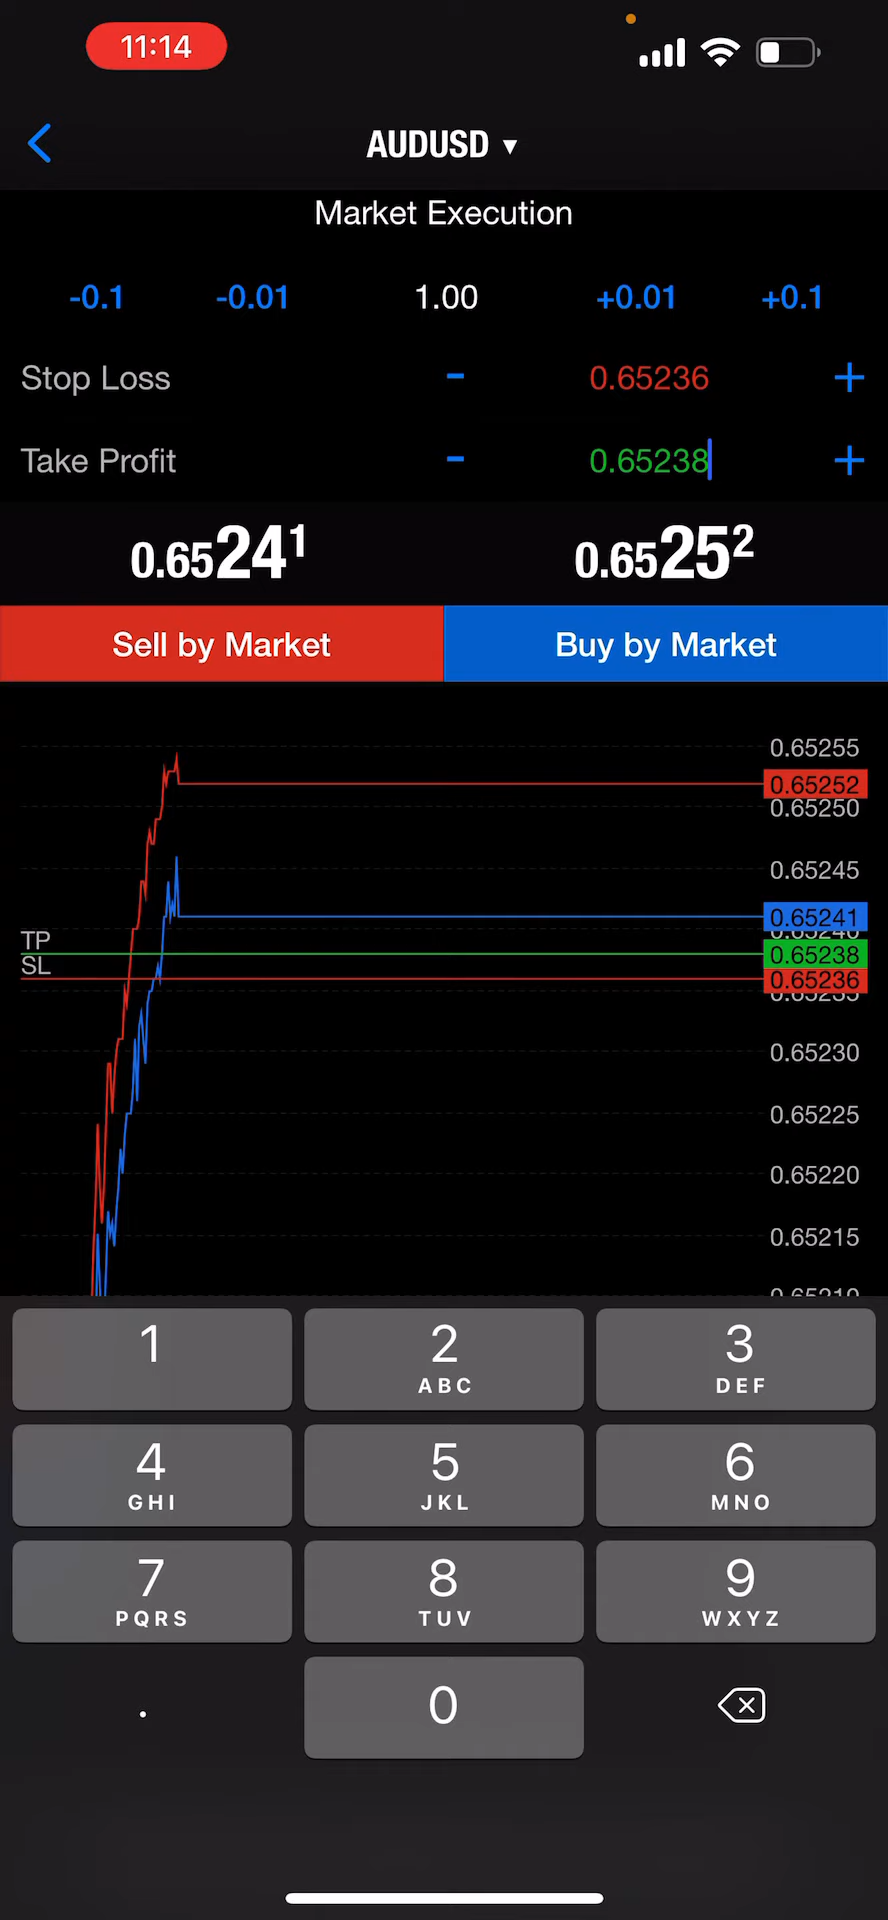 11:14
AUDUSD ▼
Market Execution
-0.1 -0.01 1.00 +0.01 +0.1
Stop Loss - 0.65236 +
Take Profit - 0.65238 +
0.65241 0.65252
Sell by Market Buy by Market
0.65255
0.65252
0.65250
0.65245
0.65241
TP
0.65238
SL
0.65236
0.65230
0.65225
0.65220
0.65215
1 2 3
ABC DEF
4 5 6
GHI JKL MNO
7 8 9
PQRS TUV WXYZ
. 0